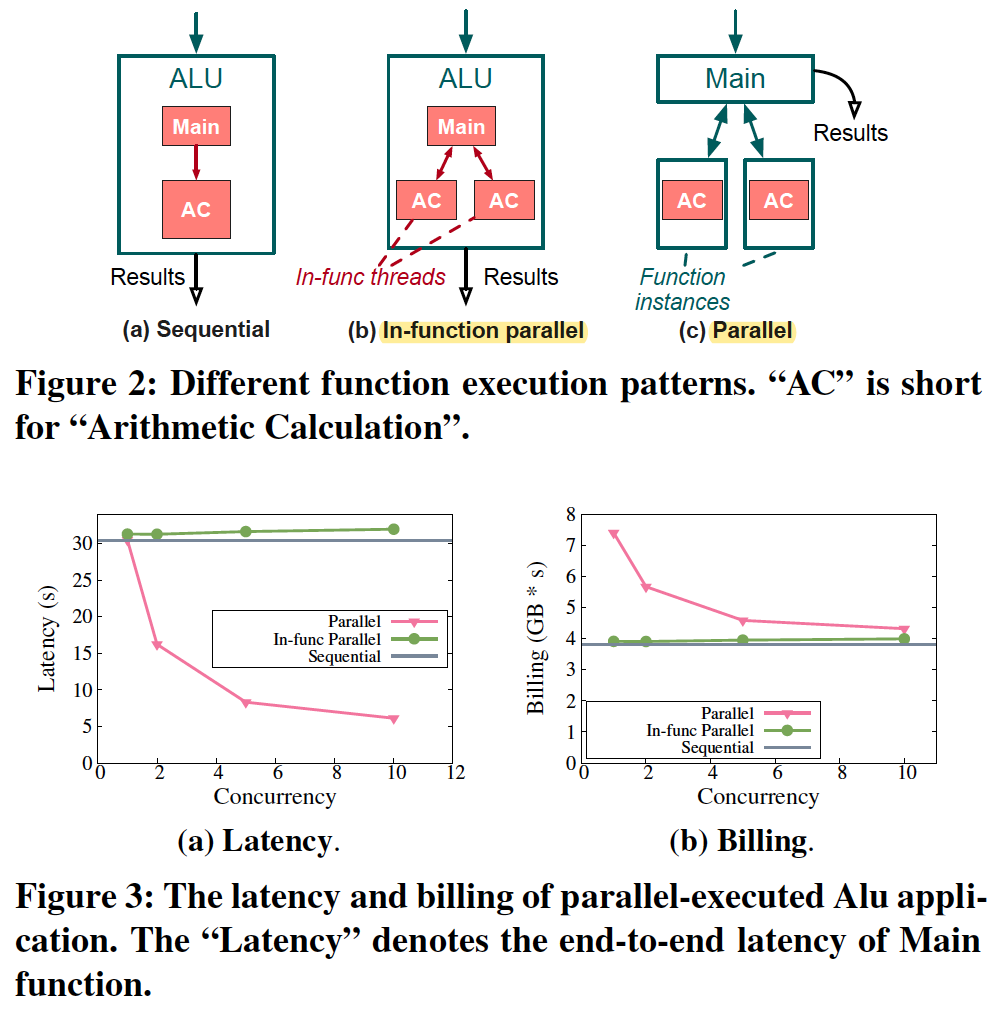 ALU
Main
AC
Results
(a) Sequential
ALU
Main
AC AC
In-func threads
Results
(b) In-function parallel
Main
Results
AC AC
Function
instances
(c) Parallel
Figure 2: Different function execution patterns. “AC” is short
for “Arithmetic Calculation”.
Latency (s)
30
25
20
15
10
5
0
0 2 4 6 8 10 12
Concurrency
Parallel
In-func Parallel
Sequential
(a) Latency.
Billing (GB * s)
8
7
6
5
4
3
2
1
0
0 2 4 6 8 10
Concurrency
Parallel
In-func Parallel
Sequential
(b) Billing.
Figure 3: The latency and billing of parallel-executed Alu appli-
cation. The “Latency” denotes the end-to-end latency of Main
function.